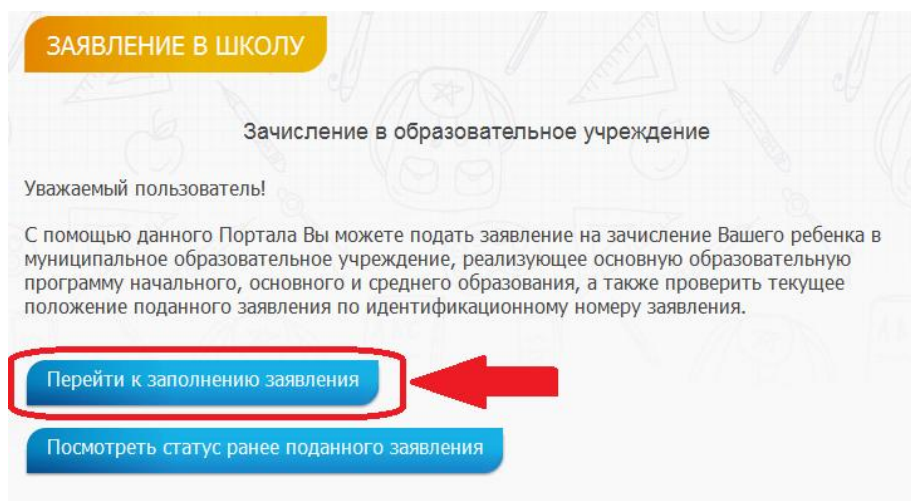 ЗАЯВЛЕНИЕ В ШКОЛУ
Зачисление в образовательное учреждение
Уважаемый пользователь!
С помощью данного Портала Вы можете подать заявление на зачисление Вашего ребенка в
муниципальное образовательное учреждение, реализующее основную образовательную
программу начального, основного и среднего образования, а также проверить текущее
положение поданного заявления по идентификационному номеру заявления.
Перейти к заполнению заявления
Посмотреть статус ранее поданного заявления